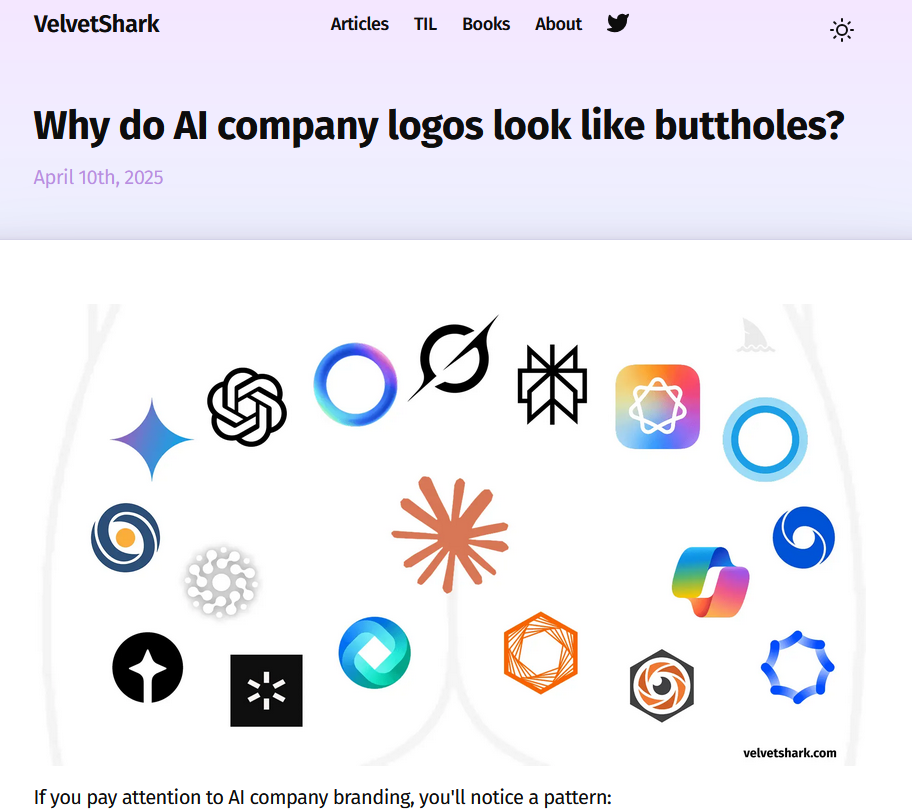 VelvetShark
Articles TIL Books About
Why do AI company logos look like buttholes?
April 10th, 2025
velvetshark.com
If you pay attention to AI company branding, you'll notice a pattern: